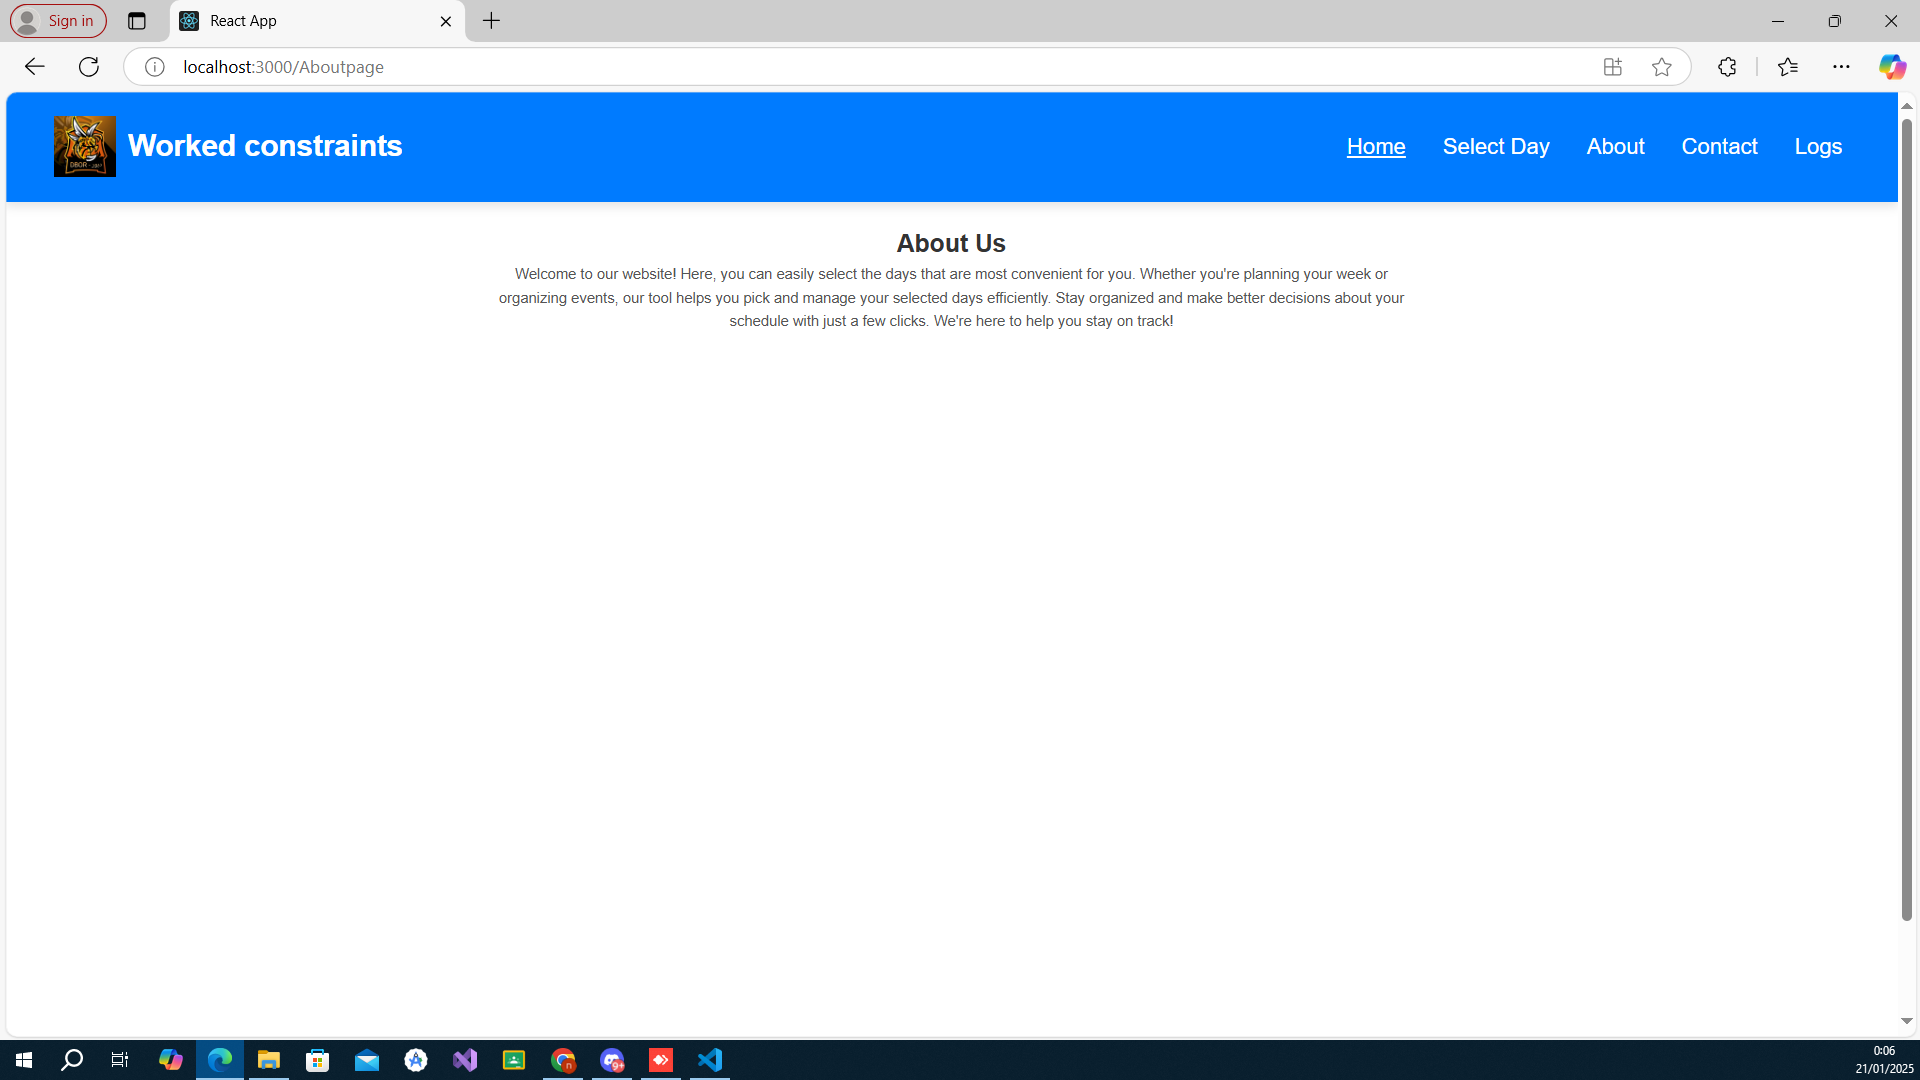 Sign in
React App
localhost:3000/Aboutpage
Worked constraints
Home
Select Day
About
Contact
Logs
About Us
Welcome to our website! Here, you can easily select the days that are most convenient for you. Whether you're planning your week or
organizing events, our tool helps you pick and manage your selected days efficiently. Stay organized and make better decisions about your
schedule with just a few clicks. We're here to help you stay on track!
n
9+
0:06
21/01/2025